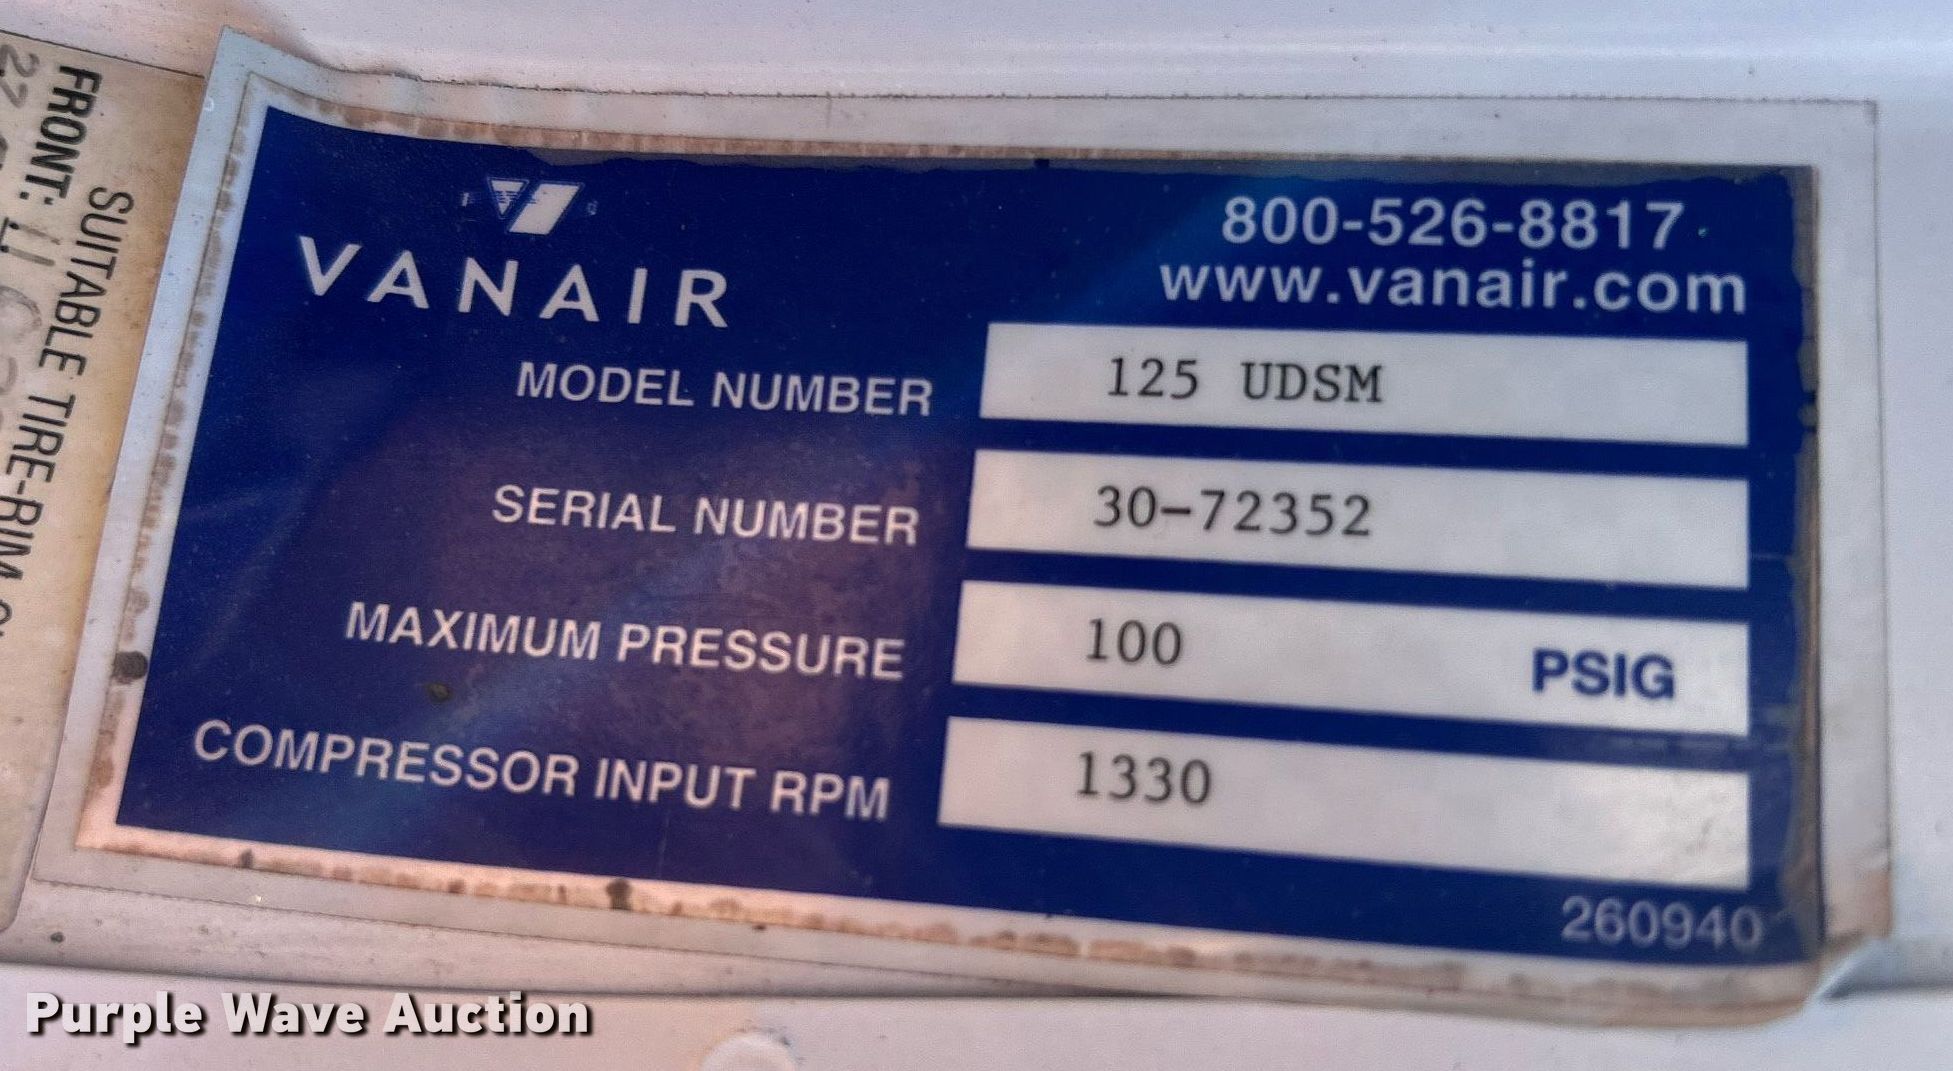 VANAIR
800-526-8817
www.vanair.com
MODEL NUMBER 125 UDSM
SERIAL NUMBER 30-72352
MAXIMUM PRESSURE 100 PSIG
COMPRESSOR INPUT RPM 1330
260940
SUITABLE TIRE-RIM
FRONT:
Purple Wave Auction